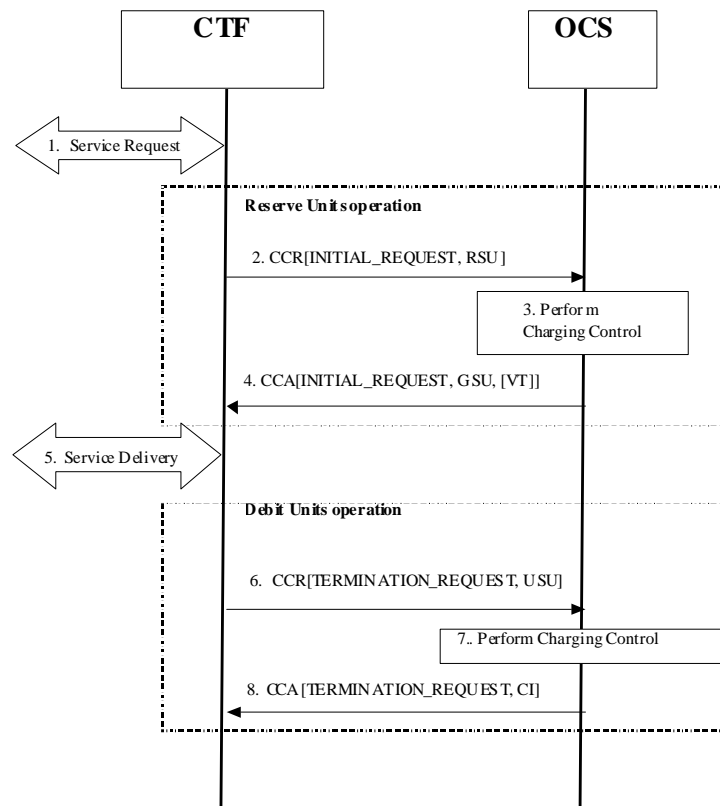 CTF
OCS
1. Service Request
Reserve Units operation
2. CCR[INITIAL_REQUEST, RSU]
3. Perform
Charging Control
4. CCA[INITIAL_REQUEST, GSU, [VT]]
5. Service Delivery
Debit Units operation
6. CCR[TERMINATION_REQUEST, USU]
7.. Perform Charging Control
8. CCA[TERMINATION_REQUEST, CI]